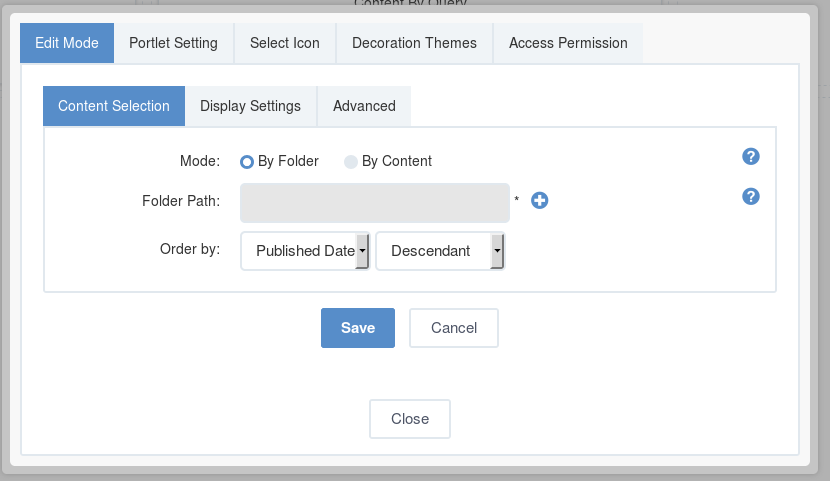 Content By Query
Edit Mode Portlet Setting Select Icon Decoration Themes Access Permission
Content Selection Display Settings Advanced
Mode: By Folder By Content ?
Folder Path: * ?
Order by: Published Date Descendant
Save Cancel
Close